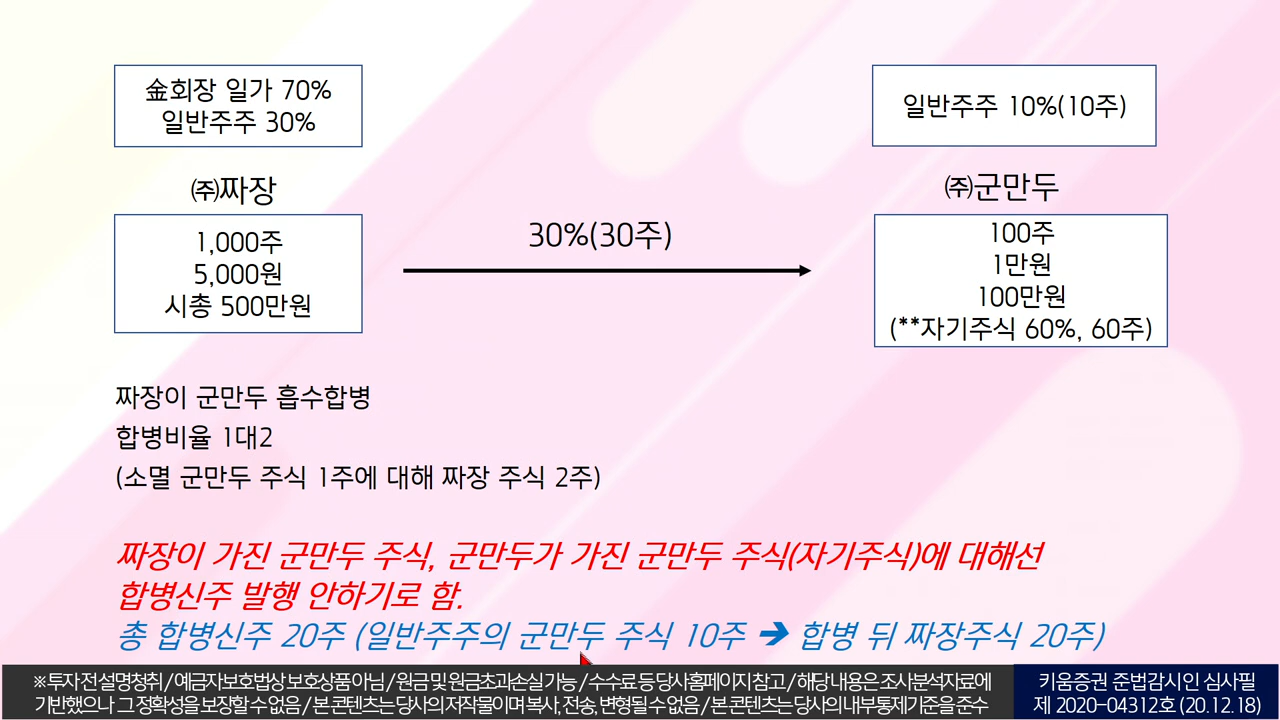 金회장 일가 70%
일반주주 30%
㈜짜장
1,000주
5,000원
시총 500만원
30%(30주)
일반주주 10%(10주)
㈜군만두
100주
1만원
100만원
(**자기주식 60%, 60주)
짜장이 군만두 흡수합병
합병비율 1대2
(소멸 군만두 주식 1주에 대해 짜장 주식 2주)
짜장이 가진 군만두 주식, 군만두가 가진 군만두 주식(자기주식)에 대해선
합병신주 발행 안하기로 함.
총 합병신주 20주 (일반주주의 군만두 주식 10주 ➔ 합병 뒤 짜장주식 20주)
※ 투자 전 설명청취 / 예금자보호법상 보호상품 아님 / 원금 및 원금초과손실 가능 / 수수료 등 당사홈페이지 참고 / 해당 내용은 조사분석자료에
기반했으나 그 정확성을 보장할 수 없음 / 본 콘텐츠는 당사의 저작물이며 복사, 전송, 변형될 수 없음 / 본 콘텐츠는 당사의 내부통제기준을 준수
키움증권 준법감시인 심사필
제 2020-04312호 (20.12.18)